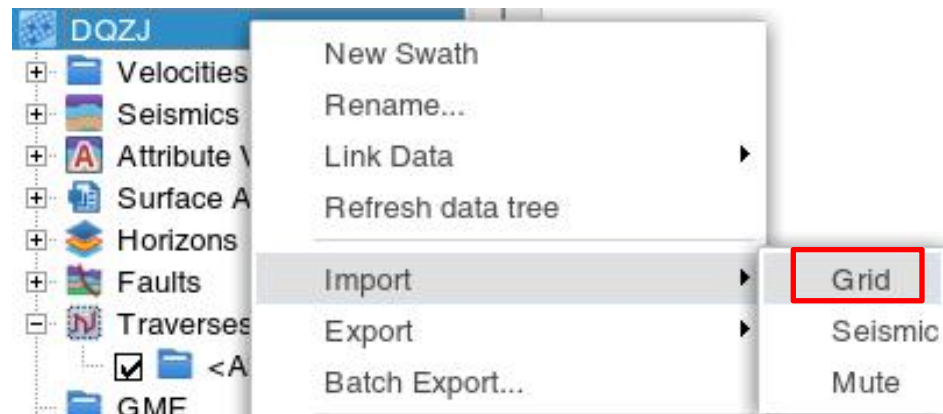 DQZJ
Velocities
Seismics
Attribute
Surface A
Horizons
Faults
Traverses
<A
GME
New Swath
Rename...
Link Data
Refresh data tree
Import
Export
Batch Export...
Grid
Seismic
Mute